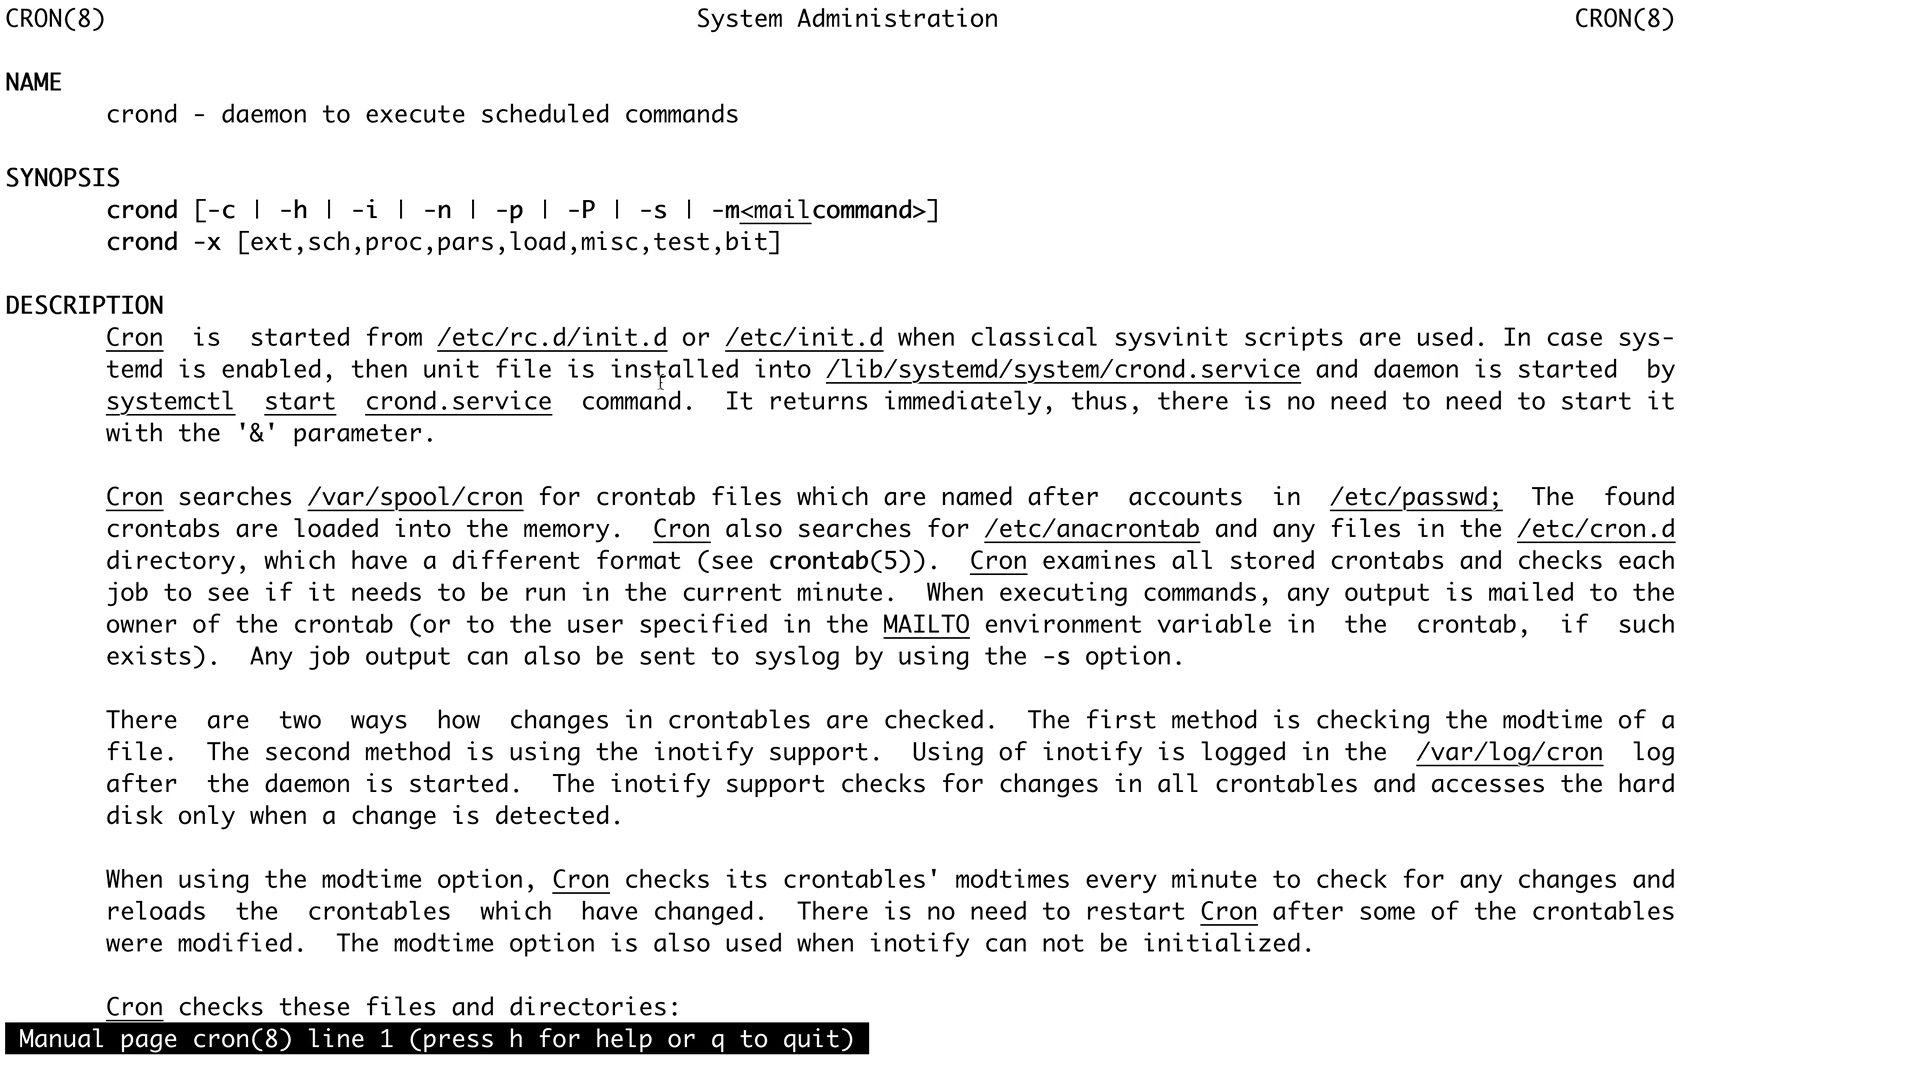 CRON(8) System Administration CRON(8)
NAME
crond - daemon to execute scheduled commands
SYNOPSIS
crond [-c | -h | -i | -n | -p | -P | -s | -m<mailcommand>]
crond -x [ext,sch,proc,pars,load,misc,test,bit]
DESCRIPTION
Cron is started from /etc/rc.d/init.d or /etc/init.d when classical sysvinit scripts are used. In case sys-
temd is enabled, then unit file is installed into /lib/systemd/system/crond.service and daemon is started by
systemctl start crond.service command. It returns immediately, thus, there is no need to need to start it
with the '&' parameter.
Cron searches /var/spool/cron for crontab files which are named after accounts in /etc/passwd; The found
crontabs are loaded into the memory. Cron also searches for /etc/anacrontab and any files in the /etc/cron.d
directory, which have a different format (see crontab(5)). Cron examines all stored crontabs and checks each
job to see if it needs to be run in the current minute. When executing commands, any output is mailed to the
owner of the crontab (or to the user specified in the MAILTO environment variable in the crontab, if such
exists). Any job output can also be sent to syslog by using the -s option.
There are two ways how changes in crontables are checked. The first method is checking the modtime of a
file. The second method is using the inotify support. Using of inotify is logged in the /var/log/cron log
after the daemon is started. The inotify support checks for changes in all crontables and accesses the hard
disk only when a change is detected.
When using the modtime option, Cron checks its crontables' modtimes every minute to check for any changes and
reloads the crontables which have changed. There is no need to restart Cron after some of the crontables
were modified. The modtime option is also used when inotify can not be initialized.
Cron checks these files and directories:
Manual page cron(8) line 1 (press h for help or q to quit)